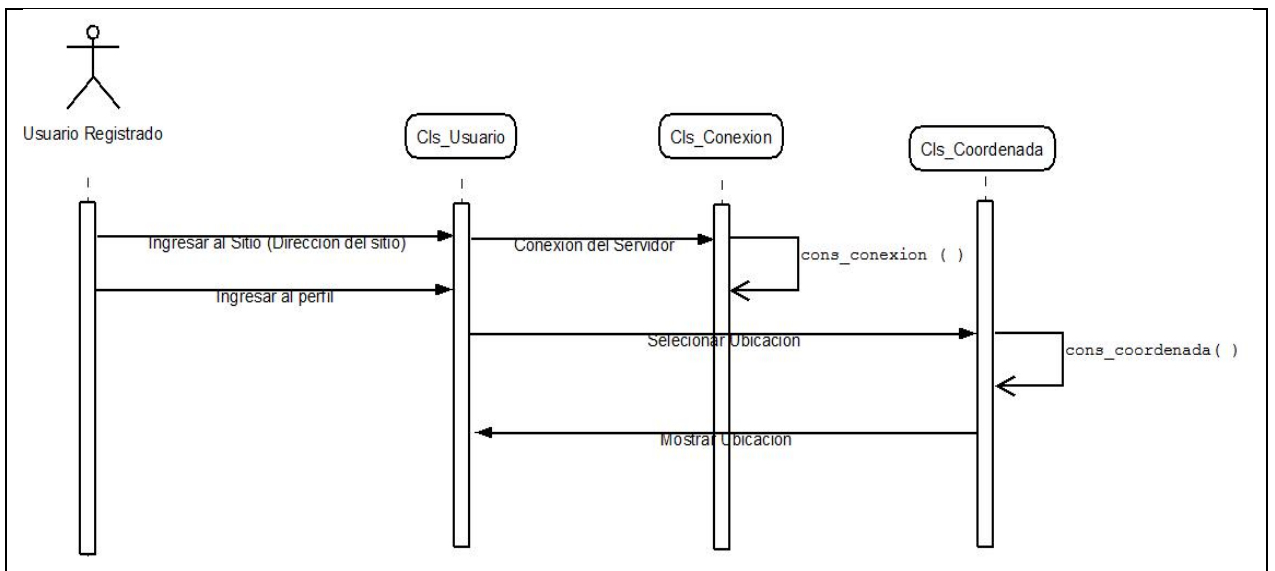 Usuario Registrado
Cls_Usuario
Cls_Conexion
Cls_Coordenada
Ingresar al Sitio (Direccion del sitio)
Conexion del Servidor
cons_conexion ( )
Ingresar al perfil
Selecionar Ubicacion
cons_coordenada( )
Mostrar Ubicacion